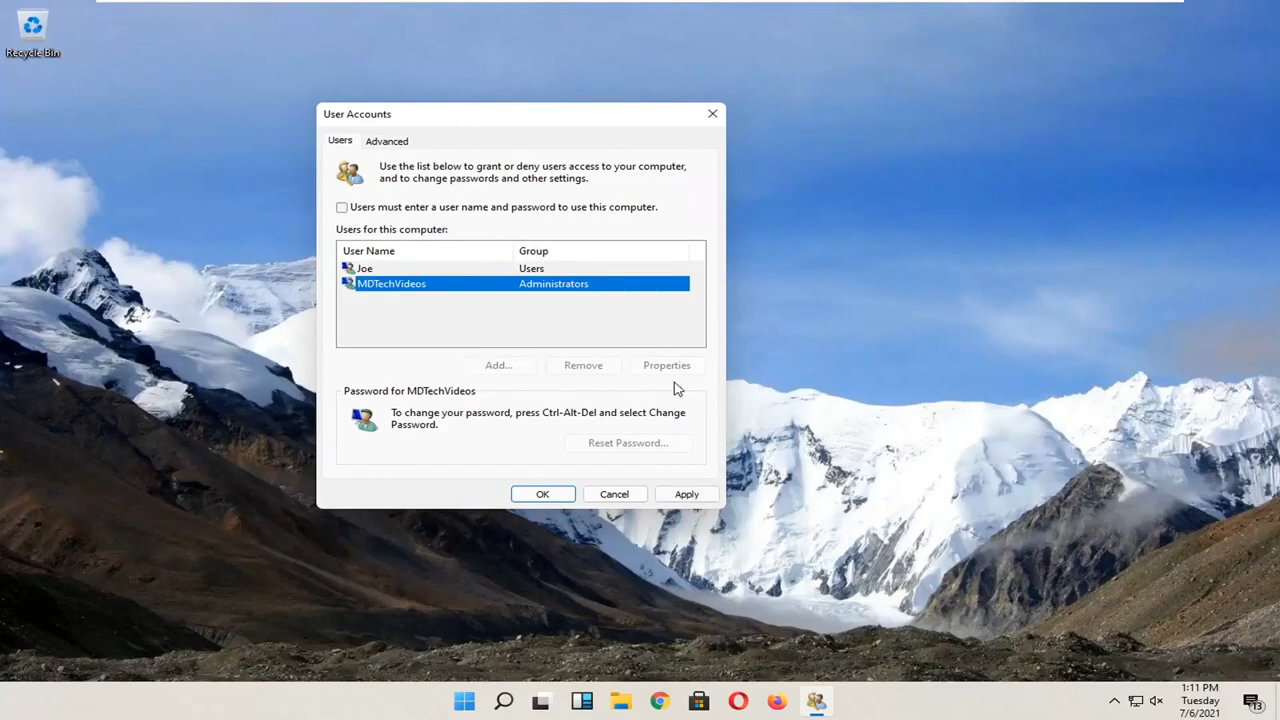 Recycle Bin
User Accounts
Users
Advanced
Use the list below to grant or deny users access to your computer,
and to change passwords and other settings.
Users must enter a user name and password to use this computer.
Users for this computer:
User Name
Group
Joe
Users
MDTechVideos
Administrators
Add...
Remove
Properties
Password for MDTechVideos
To change your password, press Ctrl-Alt-Del and select Change
Password.
Reset Password...
OK
Cancel
Apply
1:11 PM
Tuesday
7/6/2021
13